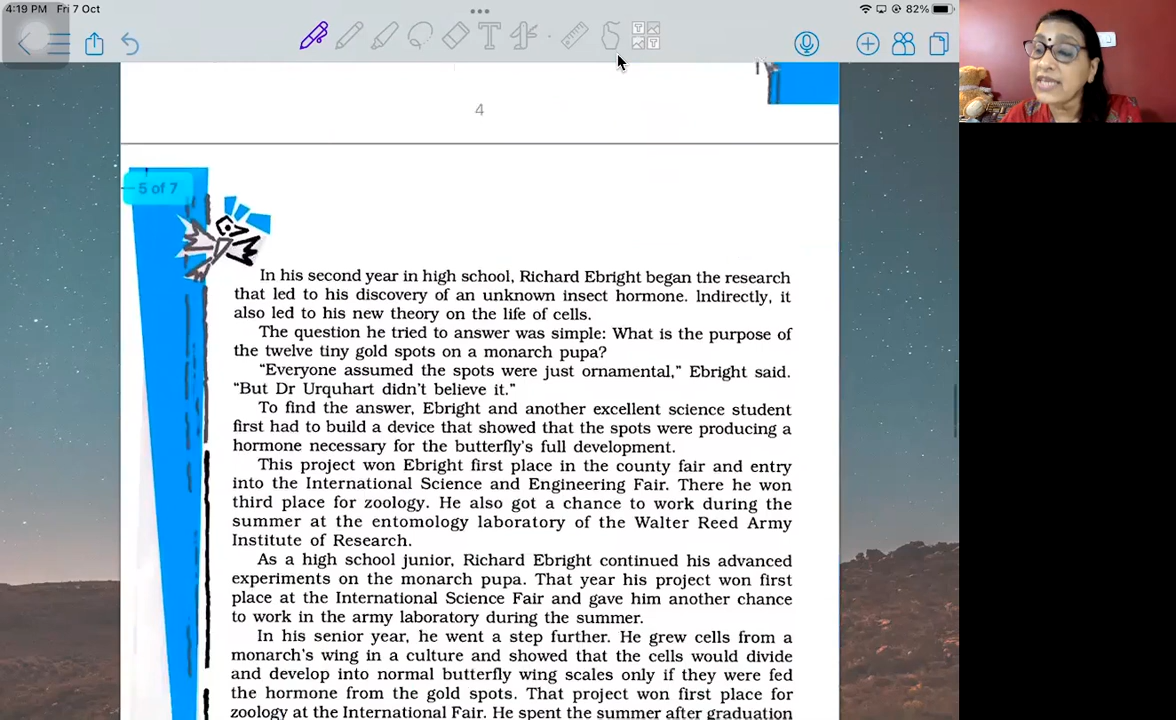 4:19 PM Fri 7 Oct
82%
4
5 of 7
In his second year in high school, Richard Ebright began the research
that led to his discovery of an unknown insect hormone. Indirectly, it
also led to his new theory on the life of cells.
The question he tried to answer was simple: What is the purpose of
the twelve tiny gold spots on a monarch pupa?
“Everyone assumed the spots were just ornamental,” Ebright said.
“But Dr Urquhart didn’t believe it.”
To find the answer, Ebright and another excellent science student
first had to build a device that showed that the spots were producing a
hormone necessary for the butterfly’s full development.
This project won Ebright first place in the county fair and entry
into the International Science and Engineering Fair. There he won
third place for zoology. He also got a chance to work during the
summer at the entomology laboratory of the Walter Reed Army
Institute of Research.
As a high school junior, Richard Ebright continued his advanced
experiments on the monarch pupa. That year his project won first
place at the International Science Fair and gave him another chance
to work in the army laboratory during the summer.
In his senior year, he went a step further. He grew cells from a
monarch’s wing in a culture and showed that the cells would divide
and develop into normal butterfly wing scales only if they were fed
the hormone from the gold spots. That project won first place for
zoology at the International Fair. He spent the summer after graduation